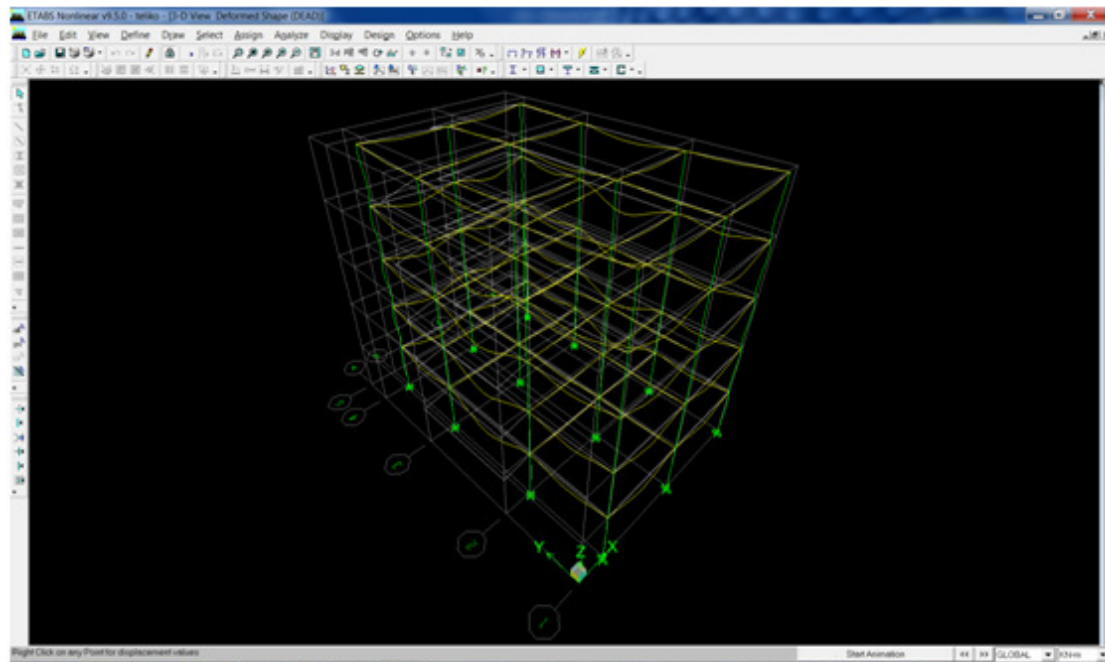 ETABS Nonlinear v9.5.0 - teliko - [3-D View Deformed Shape (DEAD)]
File Edit View Define Draw Select Assign Analyze Display Design Options Help
Y Z X
Right Click on any Point for displacement values
Start Animation << >> GLOBAL KN-m